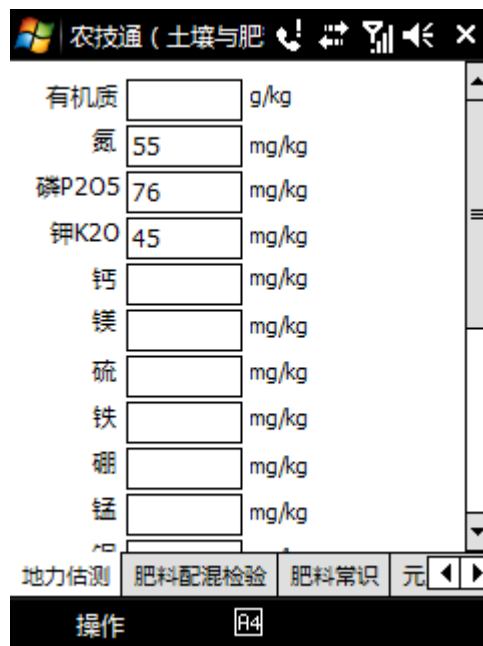 农技通（土壤与肥
有机质 g/kg
氮 55 mg/kg
磷P2O5 76 mg/kg
钾K2O 45 mg/kg
钙 mg/kg
镁 mg/kg
硫 mg/kg
铁 mg/kg
硼 mg/kg
锰 mg/kg
地力估测 肥料配混检验 肥料常识 元
操作 A4